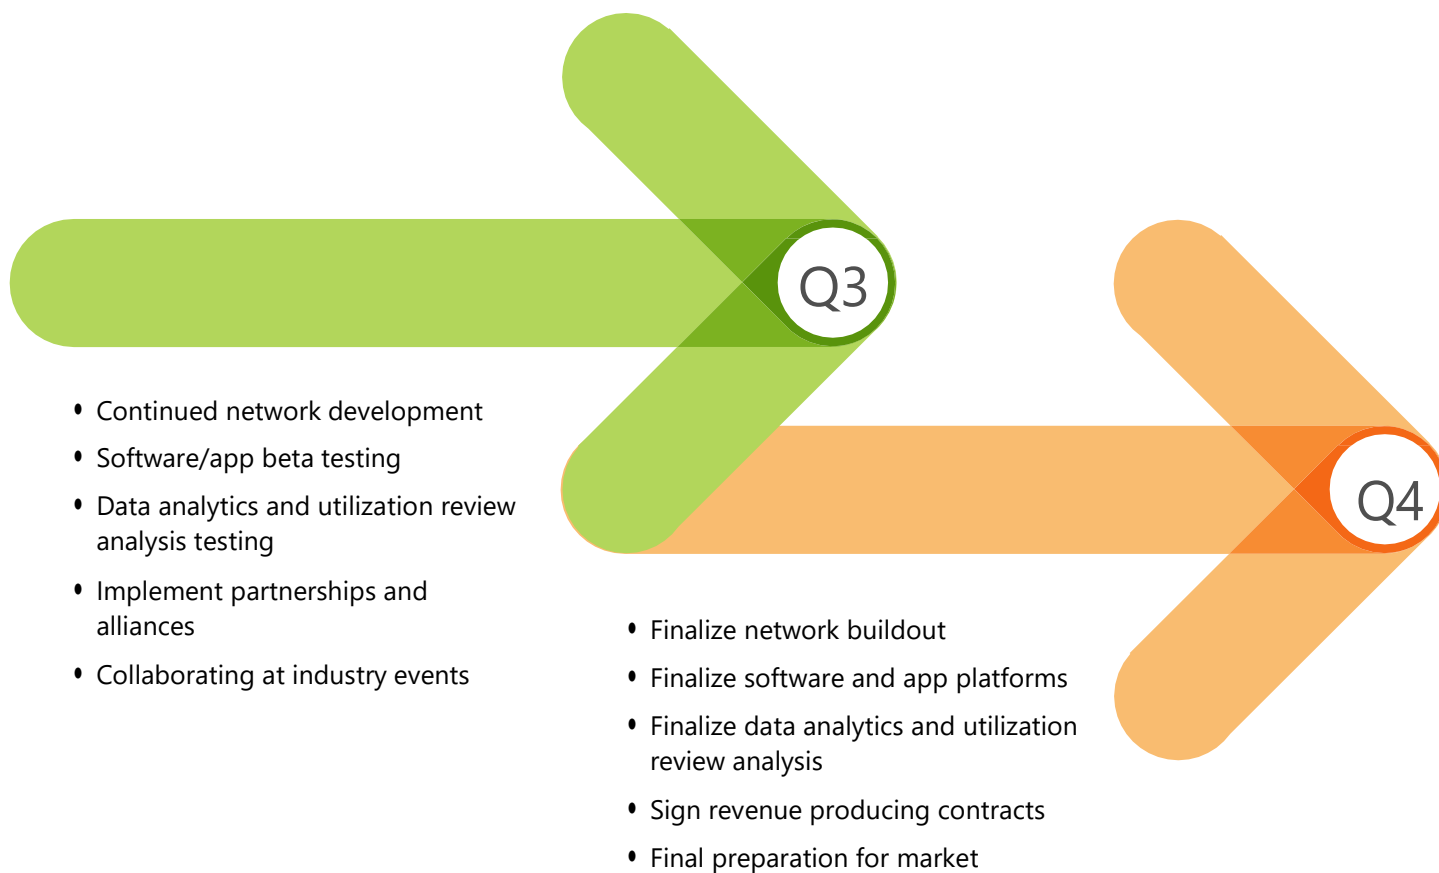 Q3
• Continued network development
• Software/app beta testing
• Data analytics and utilization review
analysis testing
• Implement partnerships and
alliances
• Collaborating at industry events
Q4
• Finalize network buildout
• Finalize software and app platforms
• Finalize data analytics and utilization
review analysis
• Sign revenue producing contracts
• Final preparation for market